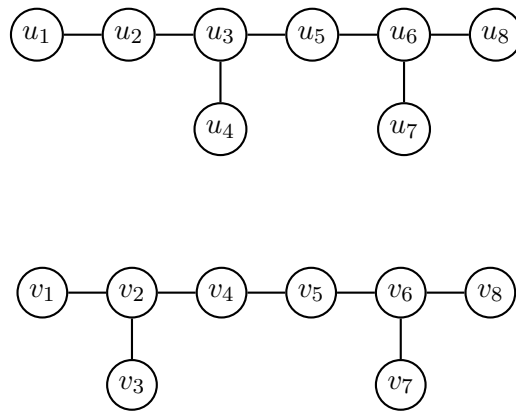 u₁ u₂ u₃ u₅ u₆ u₈
u₄ u₇
v₁ v₂ v₄ v₅ v₆ v₈
v₃ v₇